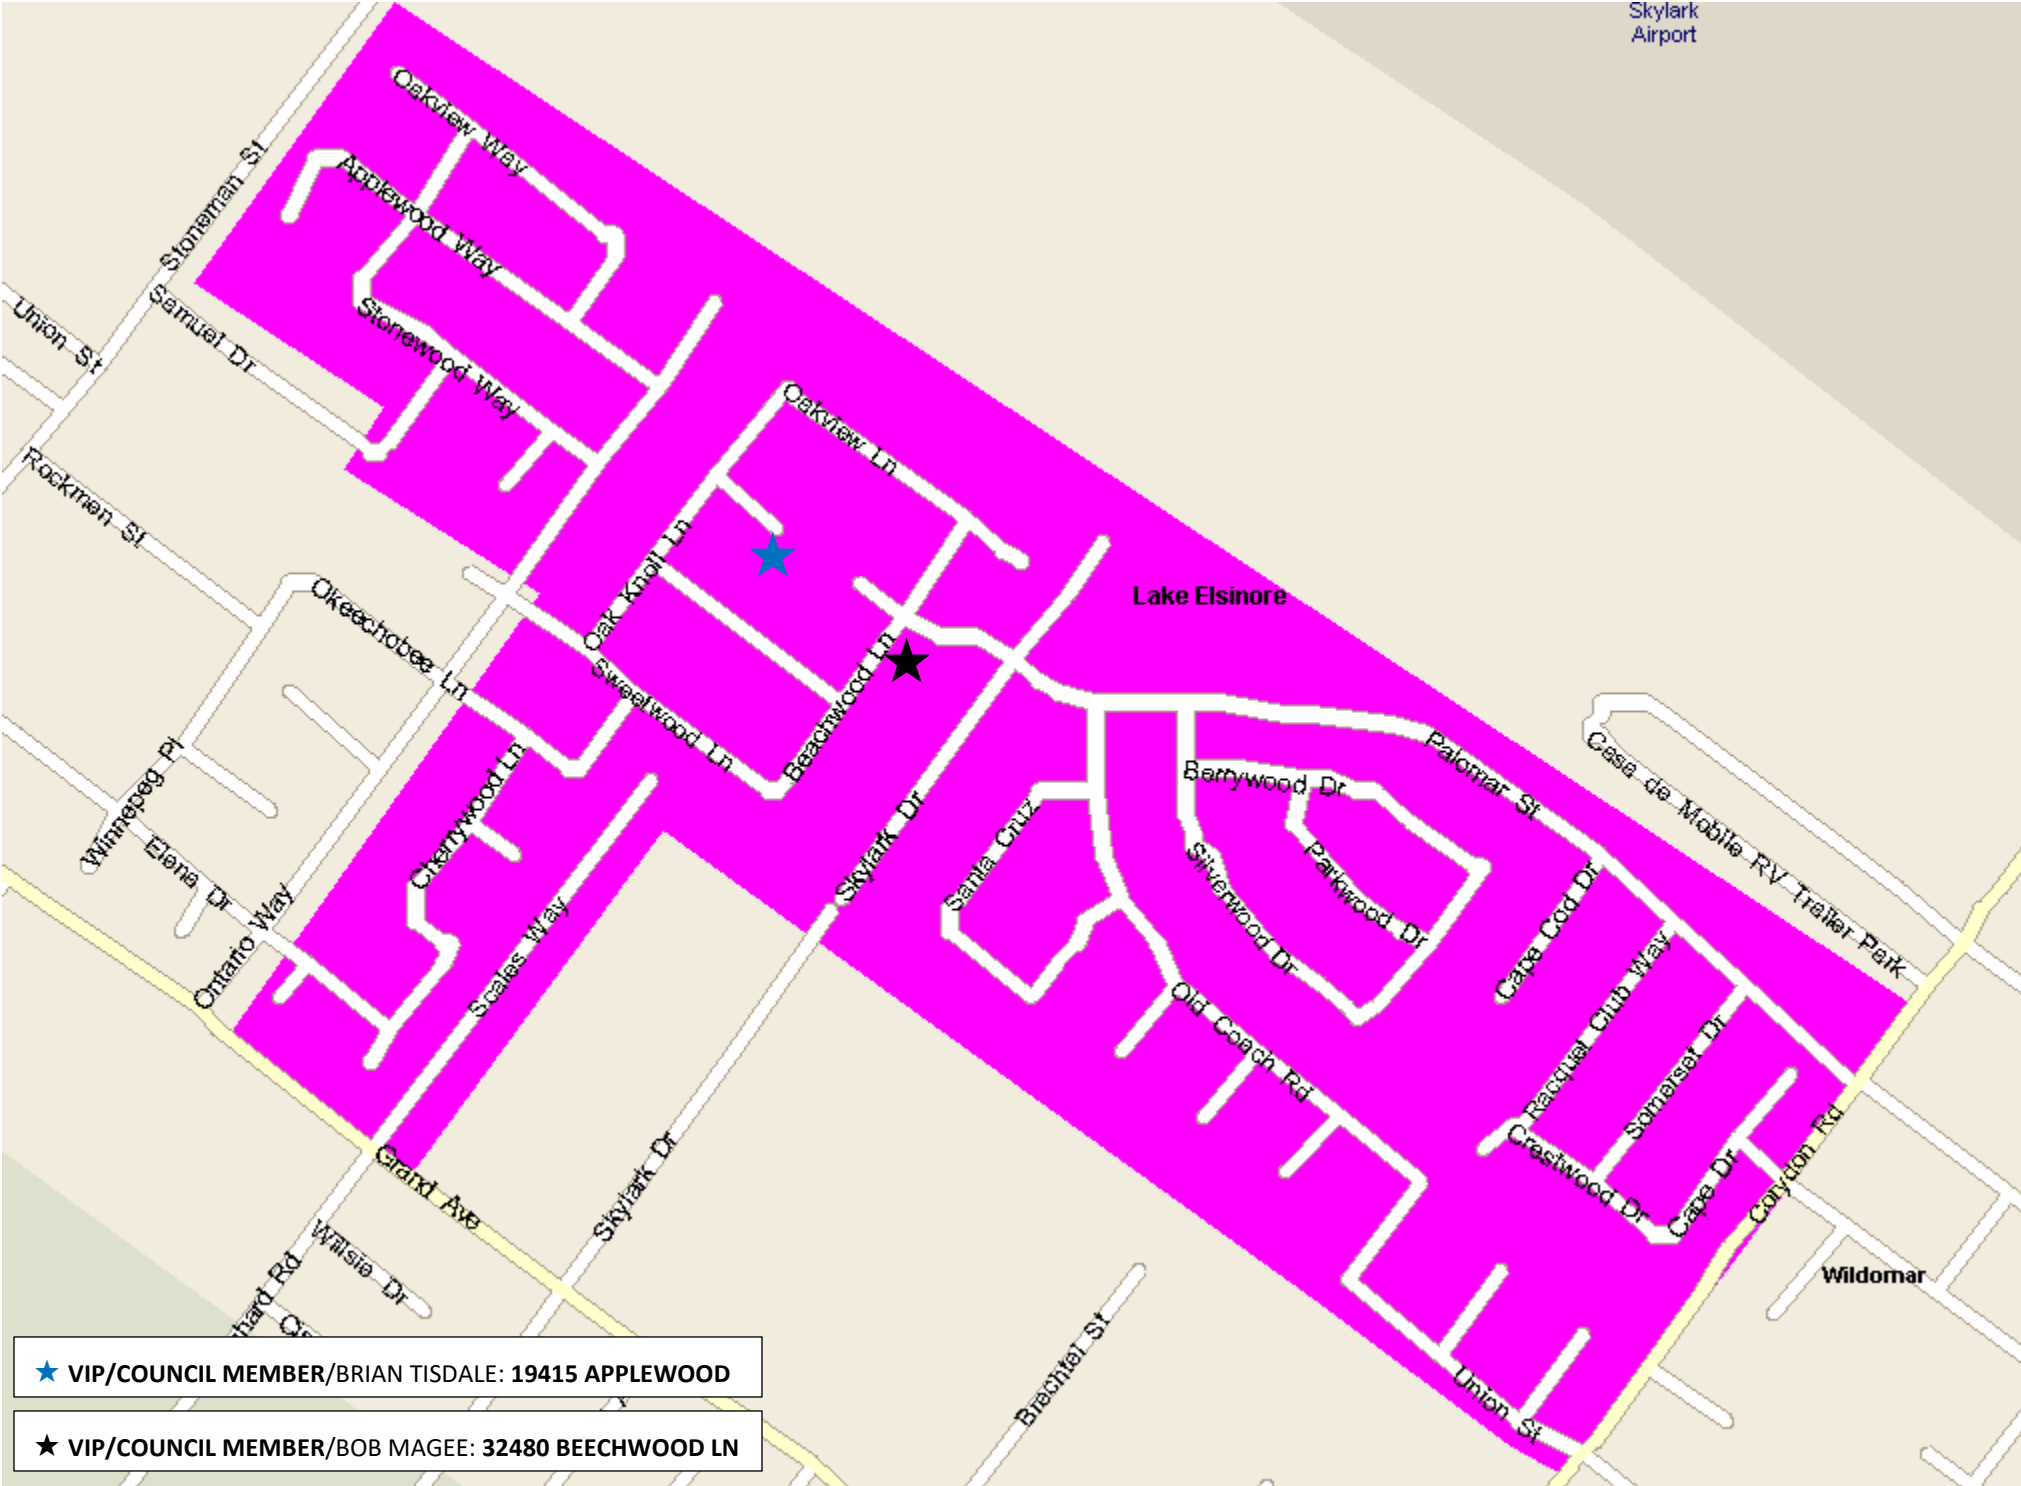 Skylark
Airport
Oakview Way
Stoneman St
Applewood Way
Union St
Samuel Dr
Stonewood Way
Oakview Ln
Rockman St
Oak Knoll Ln
Okeechobee Ln
Lake Elsinore
Sweetwood Ln
Beachwood Ln
Cherrywood Ln
Winnepeg Pl
Elena Dr
Ontario Way
Scales Way
Skylark Dr
Santa Cruz
Berrywood Dr
Palomar St
Casa de Mobile RV Trailer Park
Silverwood Dr
Parkwood Dr
Cape Cod Dr
Racquet Club Way
Old Coach Rd
Somerset Dr
Crestwood Dr
Cape Dr
Corydon Rd
Grand Ave
Skylark Dr
Willsie Dr
hard Rd
Wildomar
Brechtel St
Union St
★ VIP/COUNCIL MEMBER/BRIAN TISDALE: 19415 APPLEWOOD
★ VIP/COUNCIL MEMBER/BOB MAGEE: 32480 BEECHWOOD LN